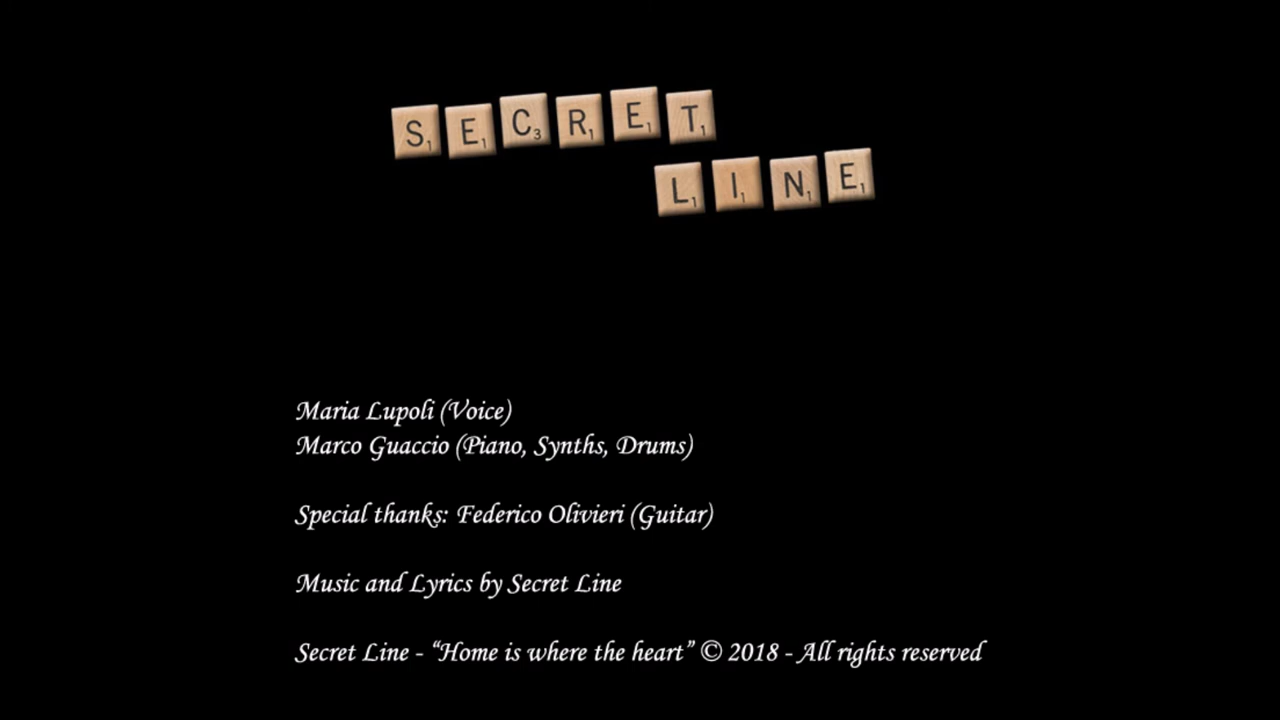 SECRET
LINE
Maria Lupoli (Voice)
Marco Guaccio (Piano, Synths, Drums)
Special thanks: Federico Olivieri (Guitar)
Music and Lyrics by Secret Line
Secret Line - “Home is where the heart” © 2018 - All rights reserved